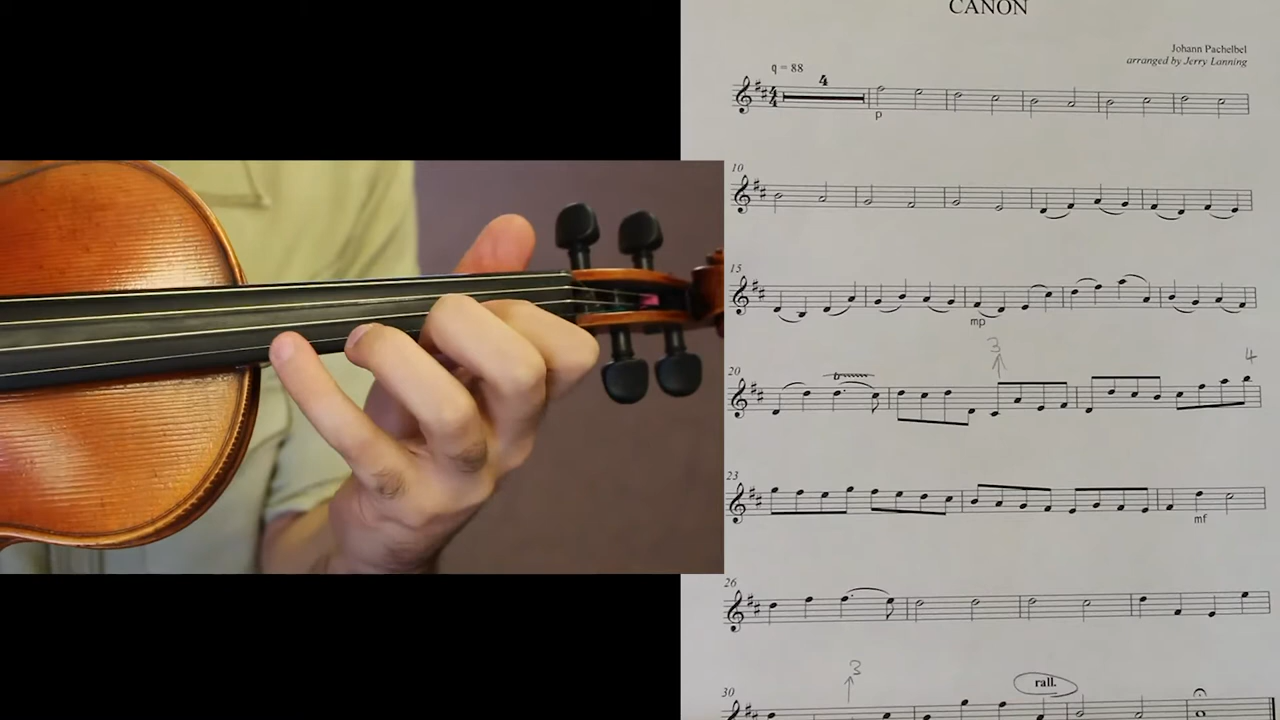 CANON
Johann Pachelbel
arranged by Jerry Lanning
q = 88
4
p
10
15
mp
3
4
20
23
mf
26
3
rall.
30